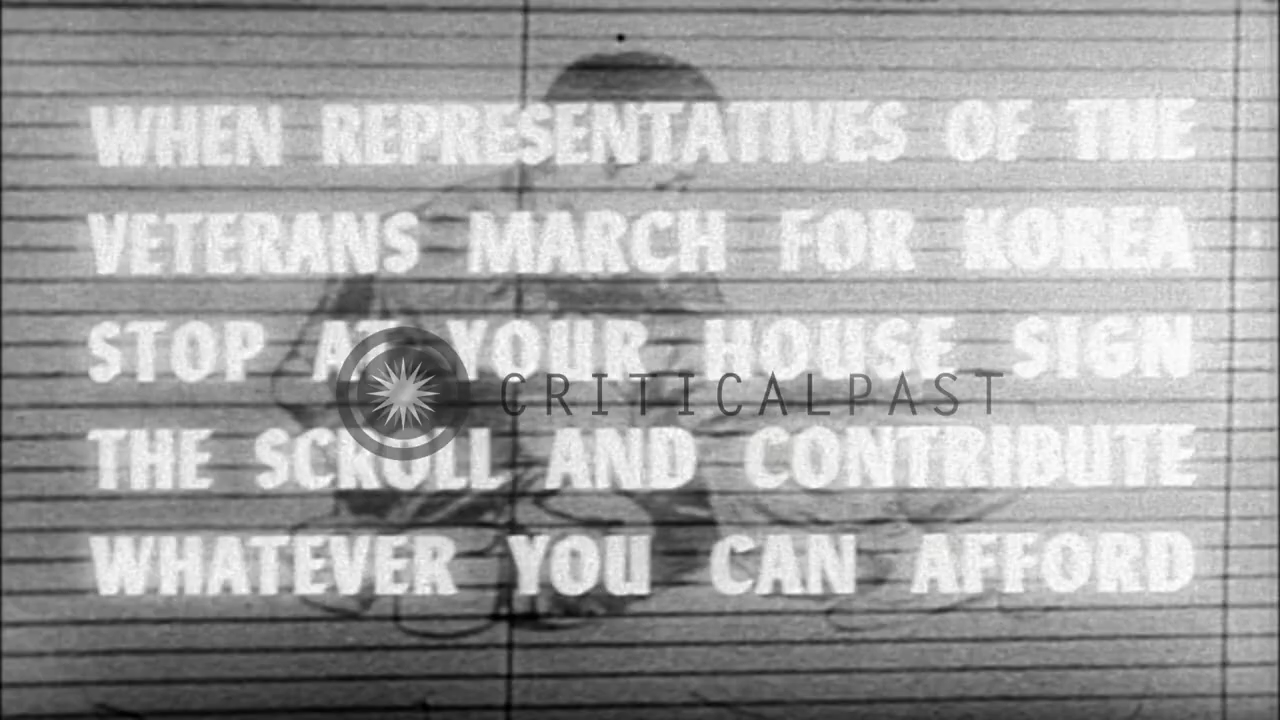 WHEN REPRESENTATIVES OF THE
VETERANS MARCH FOR KOREA
STOP AT YOUR HOUSE SIGN
CRITICALPAST
THE SCROLL AND CONTRIBUTE
WHATEVER YOU CAN AFFORD